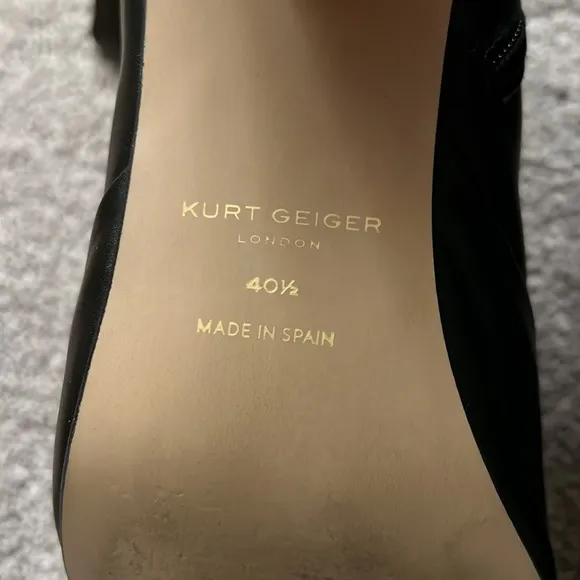 KURT GEIGER
LONDON
40½
MADE IN SPAIN